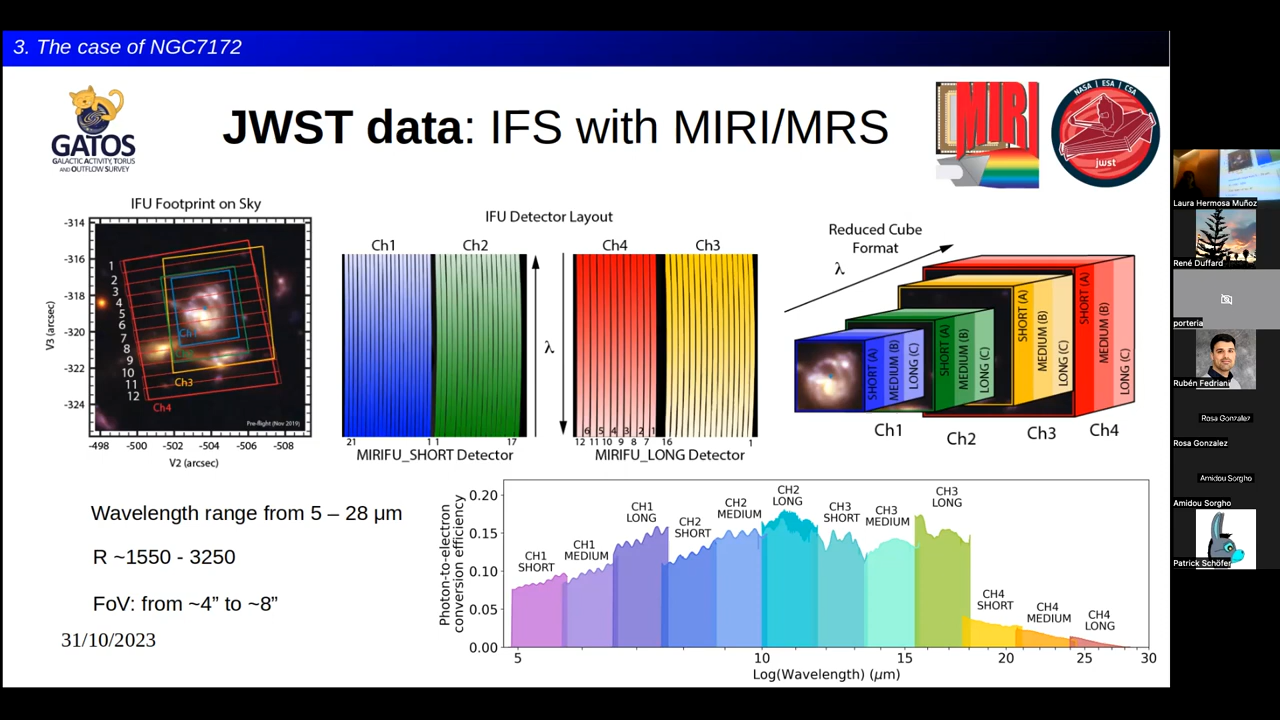 3. The case of NGC7172
GATOS
GALACTIC ACTIVITY, TORUS
AND OUTFLOW SURVEY
JWST data: IFS with MIRI/MRS
MIRI
NASA | ESA | CSA
jwst
IFU Footprint on Sky
-314
-316
-318
-320
-322
-324
V3 (arcsec)
1
2
3
4
5
6
7
8
9
10
11
12
Ch3
Ch4
Pre-flight (Nov 2019)
-498 -500 -502 -504 -506 -508
V2 (arcsec)
IFU Detector Layout
Ch1 Ch2 Ch4 Ch3
λ
21 1 1 17
6 5 4 3 2 1
12 11 10 9 8 7 16 1
MIRIFU_SHORT Detector MIRIFU_LONG Detector
Reduced Cube
Format
λ
SHORT (A) MEDIUM (B) LONG (C)
SHORT (A) MEDIUM (B) LONG (C)
SHORT (A) MEDIUM (B) LONG (C)
SHORT (A) MEDIUM (B) LONG (C)
Ch1 Ch2 Ch3 Ch4
Wavelength range from 5 – 28 μm
R ~1550 - 3250
FoV: from ~4” to ~8”
31/10/2023
Photon-to-electron
conversion efficiency
0.20
0.15
0.10
0.05
0.00
CH1
SHORT
CH1
MEDIUM
CH1
LONG
CH2
SHORT
CH2
MEDIUM
CH2
LONG
CH3
SHORT
CH3
MEDIUM
CH3
LONG
CH4
SHORT
CH4
MEDIUM
CH4
LONG
5 10 15 20 25 30
Log(Wavelength) (μm)
Laura Hermosa Muñoz
René Duffard
porteria
Rubén Fedriani
Rosa Gonzalez
Rosa Gonzalez
Amidou Sorgho
Amidou Sorgho
Patrick Schöfer